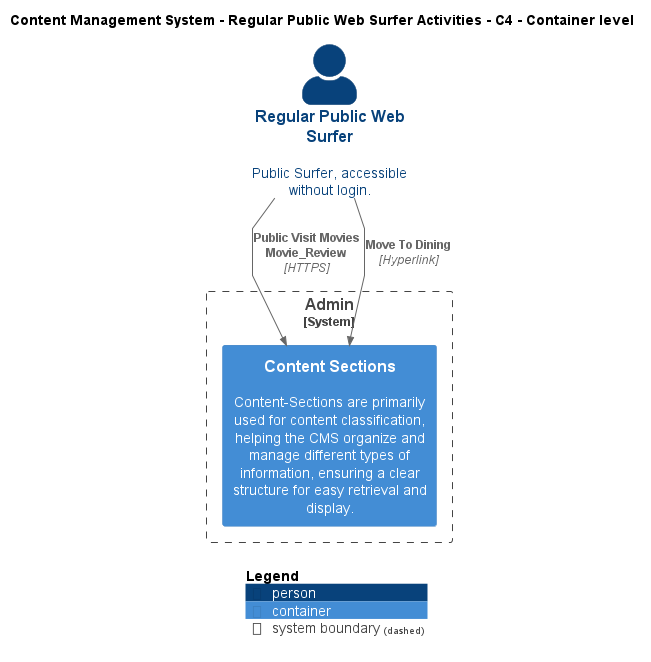 Content Management System - Regular Public Web Surfer Activities - C4 - Container level
Regular Public Web
Surfer
Public Surfer, accessible
without login.
Public Visit Movies
Movie_Review
[HTTPS]
Move To Dining
[Hyperlink]
Admin
[System]
Content Sections
Content-Sections are primarily
used for content classification,
helping the CMS organize and
manage different types of
information, ensuring a clear
structure for easy retrieval and
display.
Legend
person
container
system boundary (dashed)